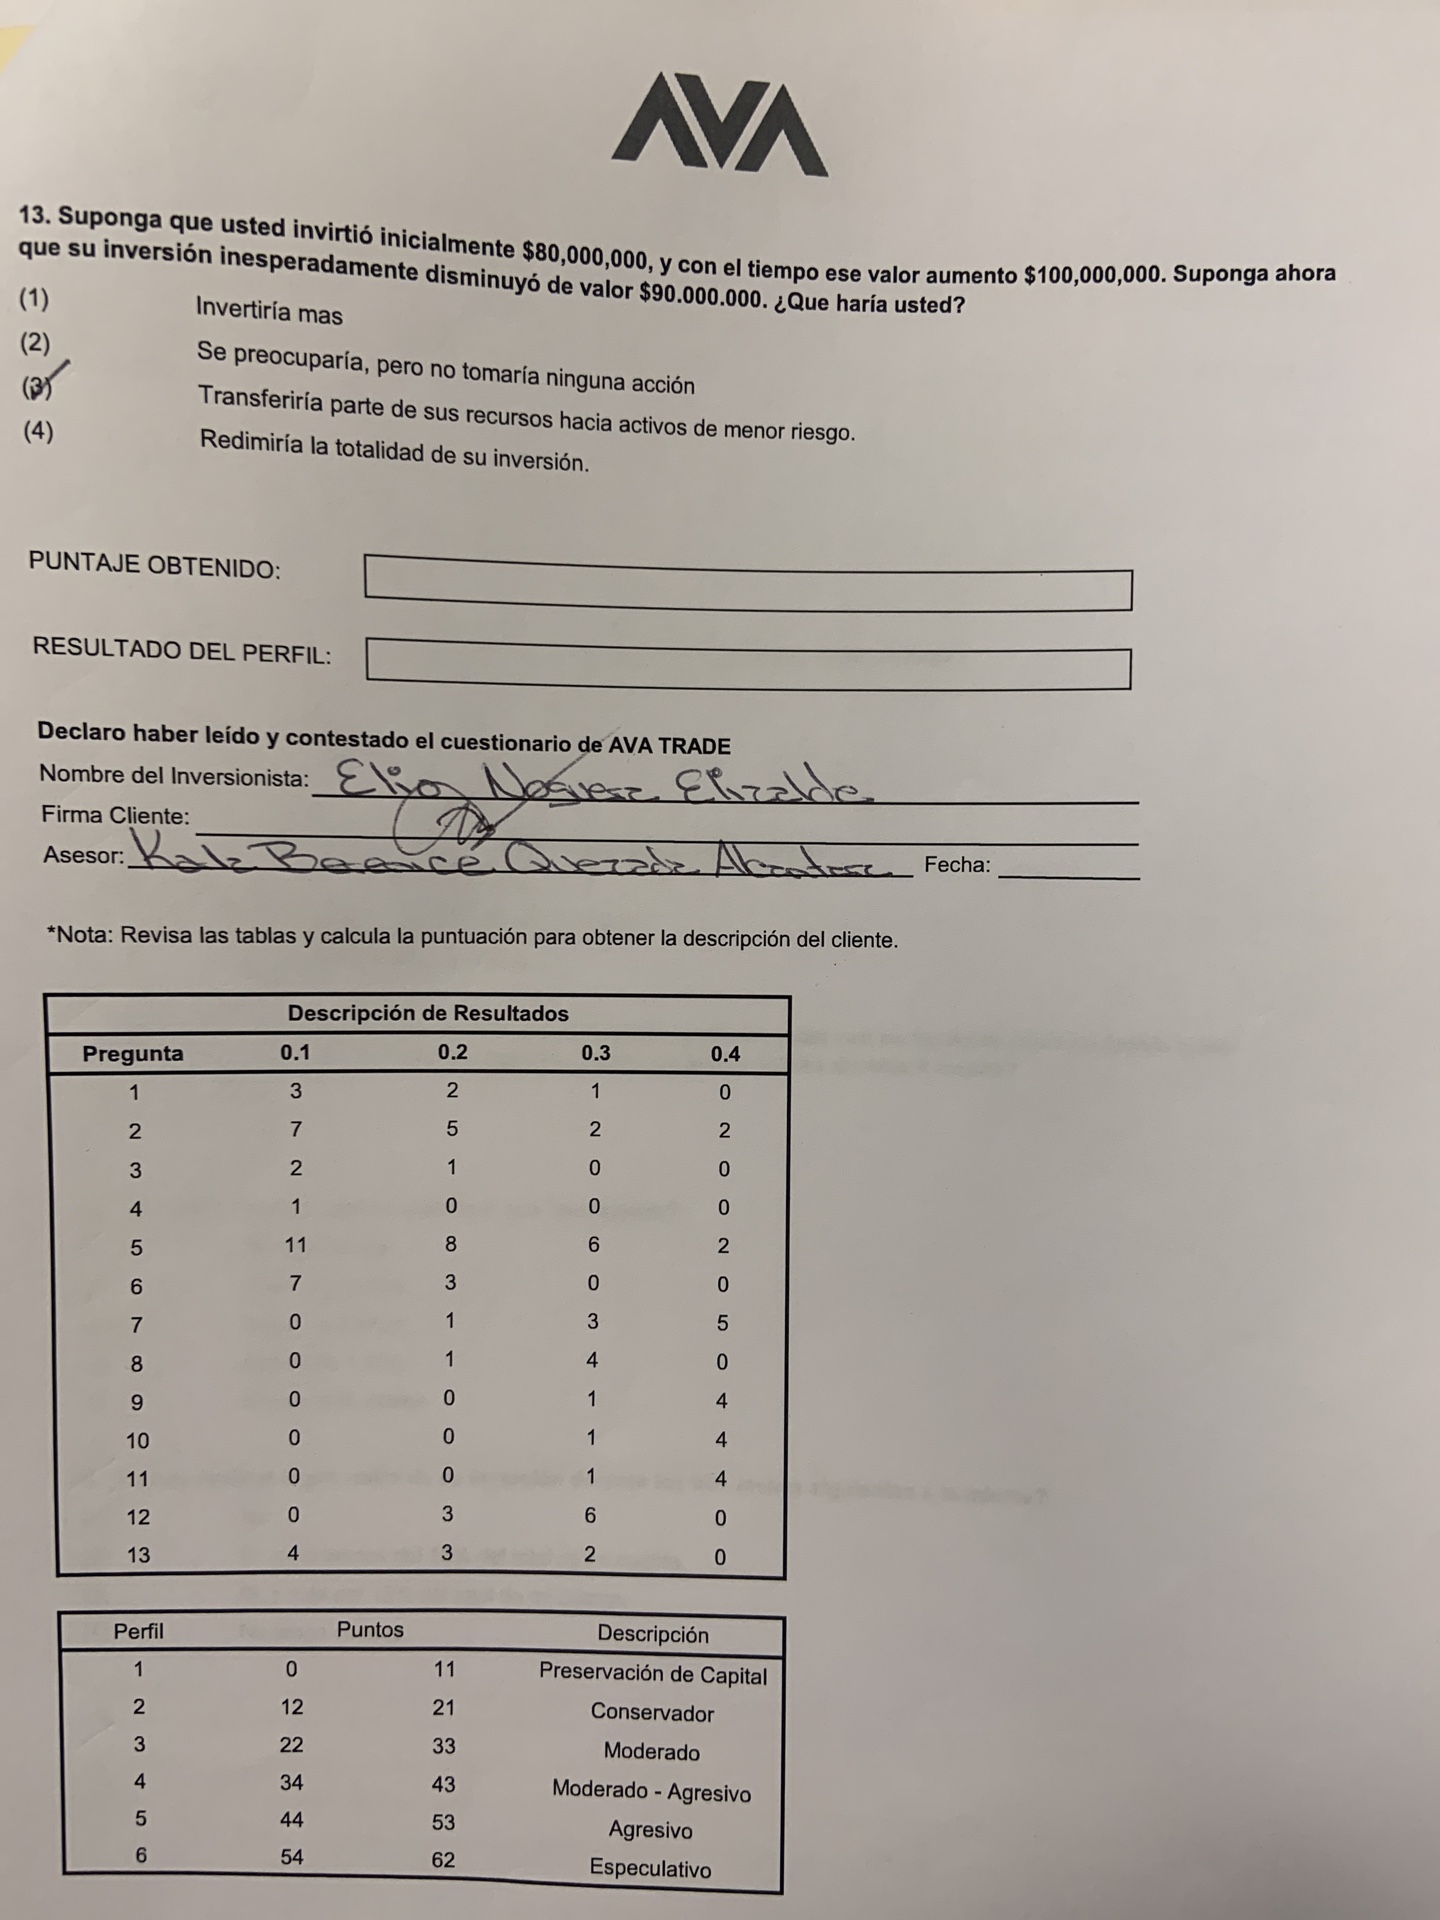 AVA
13. Suponga que usted invirtió inicialmente $80,000,000, y con el tiempo ese valor aumento $100,000,000. Suponga ahora
que su inversión inesperadamente disminuyó de valor $90.000.000. ¿Que haría usted?
(1) Invertiría mas
(2) Se preocuparía, pero no tomaría ninguna acción
(3) Transferiría parte de sus recursos hacia activos de menor riesgo.
(4) Redimiría la totalidad de su inversión.
PUNTAJE OBTENIDO:
RESULTADO DEL PERFIL:
Declaro haber leído y contestado el cuestionario de AVA TRADE
Nombre del Inversionista: Elioz Noguera Elizalde
Firma Cliente:
Asesor: Berenice Quezada Fecha:
*Nota: Revisa las tablas y calcula la puntuación para obtener la descripción del cliente.
Descripción de Resultados
Pregunta 0.1 0.2 0.3 0.4
1 3 2 1 0
2 7 5 2 2
3 2 1 0 0
4 1 0 0 0
5 11 8 6 2
6 7 3 0 0
7 0 1 3 5
8 0 1 4 0
9 0 0 1 4
10 0 0 1 4
11 0 0 1 4
12 0 3 6 0
13 4 3 2 0
Perfil Puntos Descripción
1 0 11 Preservación de Capital
2 12 21 Conservador
3 22 33 Moderado
4 34 43 Moderado - Agresivo
5 44 53 Agresivo
6 54 62 Especulativo